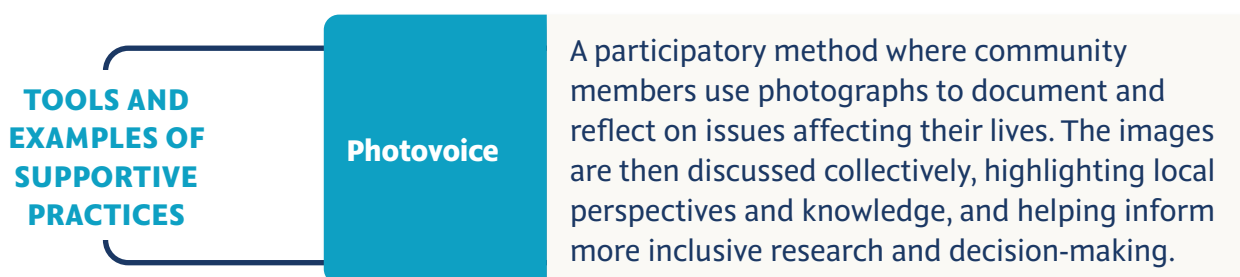 TOOLS AND
EXAMPLES OF
SUPPORTIVE
PRACTICES
Photovoice
A participatory method where community
members use photographs to document and
reflect on issues affecting their lives. The images
are then discussed collectively, highlighting local
perspectives and knowledge, and helping inform
more inclusive research and decision-making.